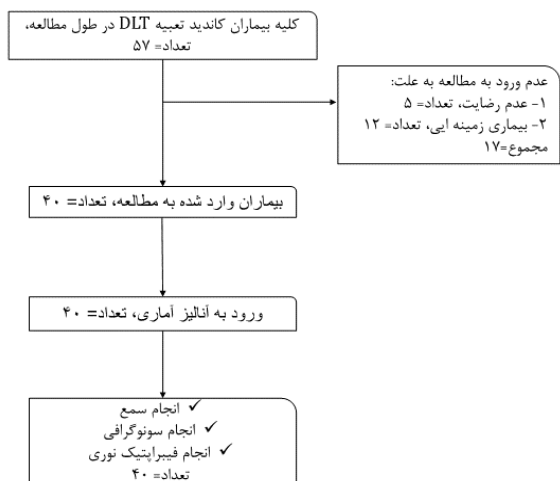 کلیه بیماران کاندید تعبیه DLT در طول مطالعه،
تعداد= ۵۷
عدم ورود به مطالعه به علت:
۱- عدم رضایت، تعداد= ۵
۲- بیماری زمینه ایی، تعداد= ۱۲
مجموع=۱۷
بیماران وارد شده به مطالعه، تعداد= ۴۰
ورود به آنالیز آماری، تعداد= ۴۰
✓ انجام سمع
✓ انجام سونوگرافی
✓ انجام فیبراپتیک نوری
تعداد= ۴۰